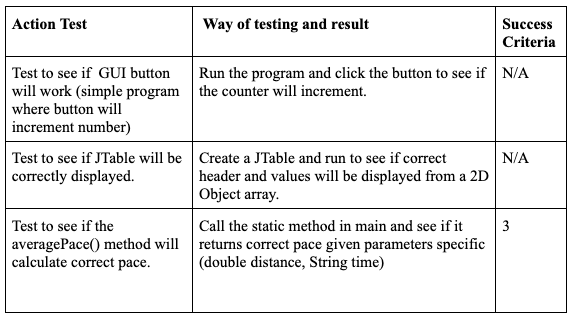 Action Test
Way of testing and result
Success
Criteria
Test to see if  GUI button
will work (simple program
where button will
increment number)
Run the program and click the button to see if
the counter will increment.
N/A
Test to see if JTable will be
correctly displayed.
Create a JTable and run to see if correct
header and values will be displayed from a 2D
Object array.
N/A
Test to see if the
averagePace() method will
calculate correct pace.
Call the static method in main and see if it
returns correct pace given parameters specific
(double distance, String time)
3